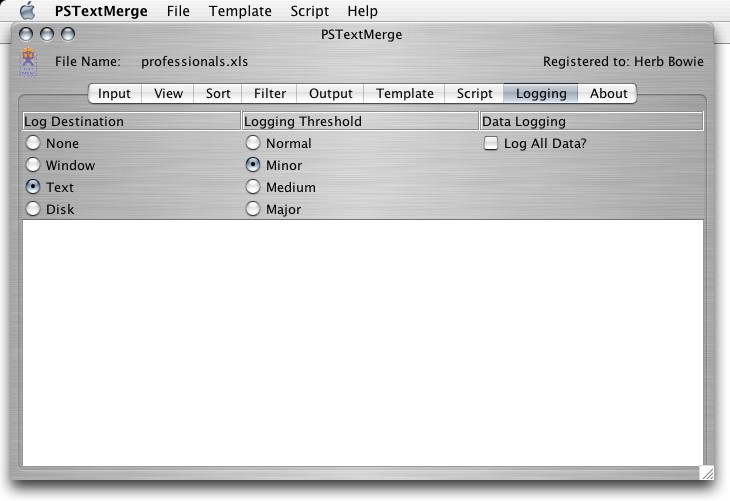 PSTextMerge File Template Script Help
PSTextMerge
File Name: professionals.xls Registered to: Herb Bowie
Input View Sort Filter Output Template Script Logging About
Log Destination Logging Threshold Data Logging
None Normal Log All Data?
Window Minor
Text Medium
Disk Major